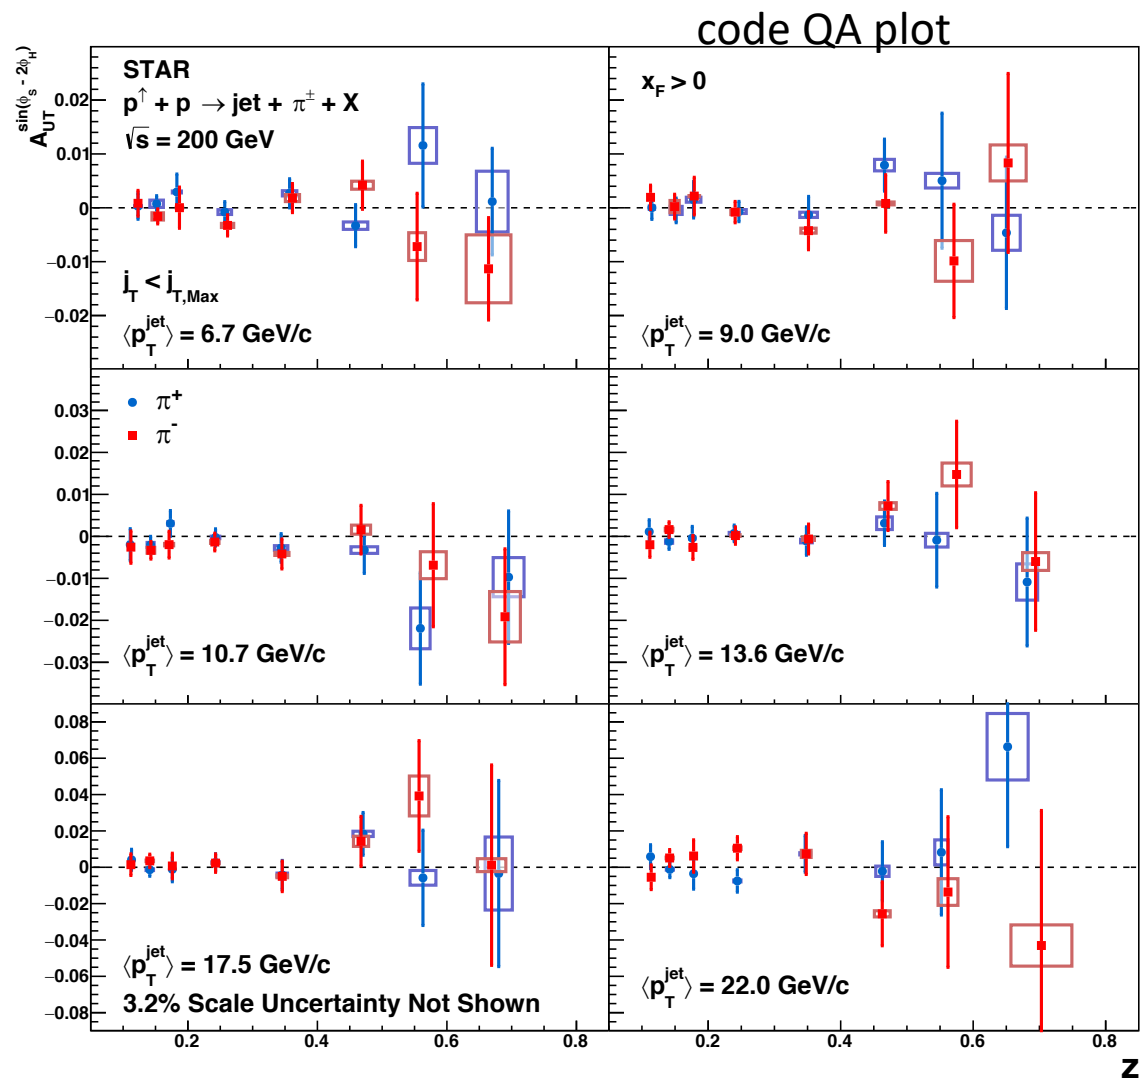 code QA plot
A_UT^sin(ϕ_S - 2ϕ_H)
STAR
p↑ + p → jet + π± + X
√s = 200 GeV
j_T < j_T,Max
⟨p_T^jet⟩ = 6.7 GeV/c
0.02
0.01
0
−0.01
−0.02
x_F > 0
⟨p_T^jet⟩ = 9.0 GeV/c
π+
π-
⟨p_T^jet⟩ = 10.7 GeV/c
0.03
0.02
0.01
0
−0.01
−0.02
−0.03
⟨p_T^jet⟩ = 13.6 GeV/c
0.08
0.06
0.04
0.02
0
−0.02
−0.04
−0.06
−0.08
⟨p_T^jet⟩ = 17.5 GeV/c
3.2% Scale Uncertainty Not Shown
⟨p_T^jet⟩ = 22.0 GeV/c
0.2 0.4 0.6 0.8 0.2 0.4 0.6 0.8
z